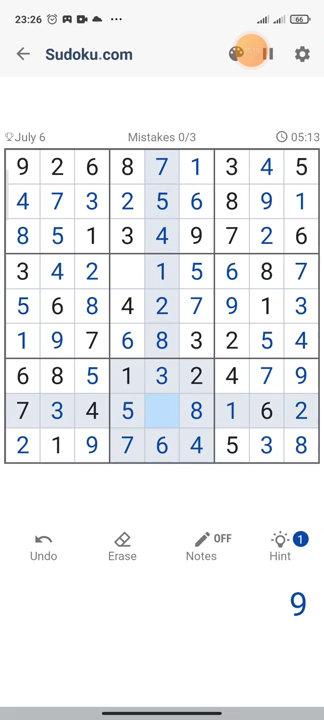 23:26 ... 66
Sudoku.com
July 6 Mistakes 0/3 05:13
9 2 6 8 7 1 3 4 5
4 7 3 2 5 6 8 9 1
8 5 1 3 4 9 7 2 6
3 4 2 1 5 6 8 7
5 6 8 4 2 7 9 1 3
1 9 7 6 8 3 2 5 4
6 8 5 1 3 2 4 7 9
7 3 4 5 8 1 6 2
2 1 9 7 6 4 5 3 8
OFF 1
Undo Erase Notes Hint
9